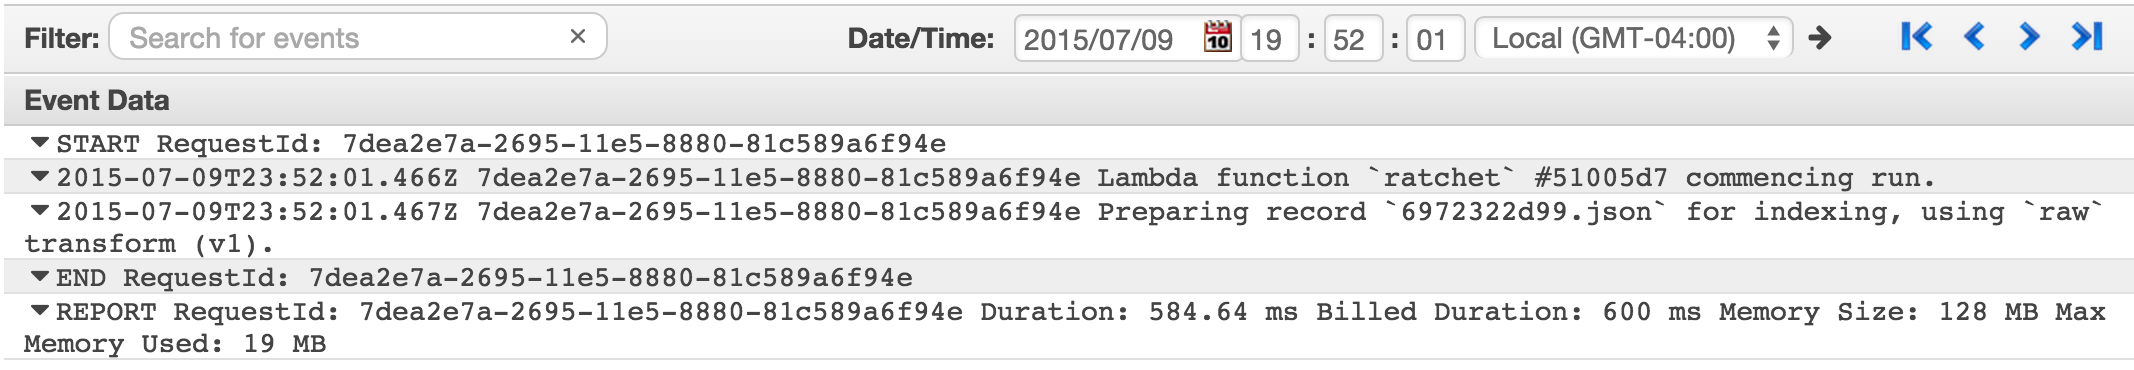 Filter: Search for events × Date/Time: 2015/07/09 10 19 : 52 : 01 Local (GMT-04:00)
Event Data
START RequestId: 7dea2e7a-2695-11e5-8880-81c589a6f94e
2015-07-09T23:52:01.466Z 7dea2e7a-2695-11e5-8880-81c589a6f94e Lambda function `ratchet` #51005d7 commencing run.
2015-07-09T23:52:01.467Z 7dea2e7a-2695-11e5-8880-81c589a6f94e Preparing record `6972322d99.json` for indexing, using `raw`
transform (v1).
END RequestId: 7dea2e7a-2695-11e5-8880-81c589a6f94e
REPORT RequestId: 7dea2e7a-2695-11e5-8880-81c589a6f94e Duration: 584.64 ms Billed Duration: 600 ms Memory Size: 128 MB Max
Memory Used: 19 MB